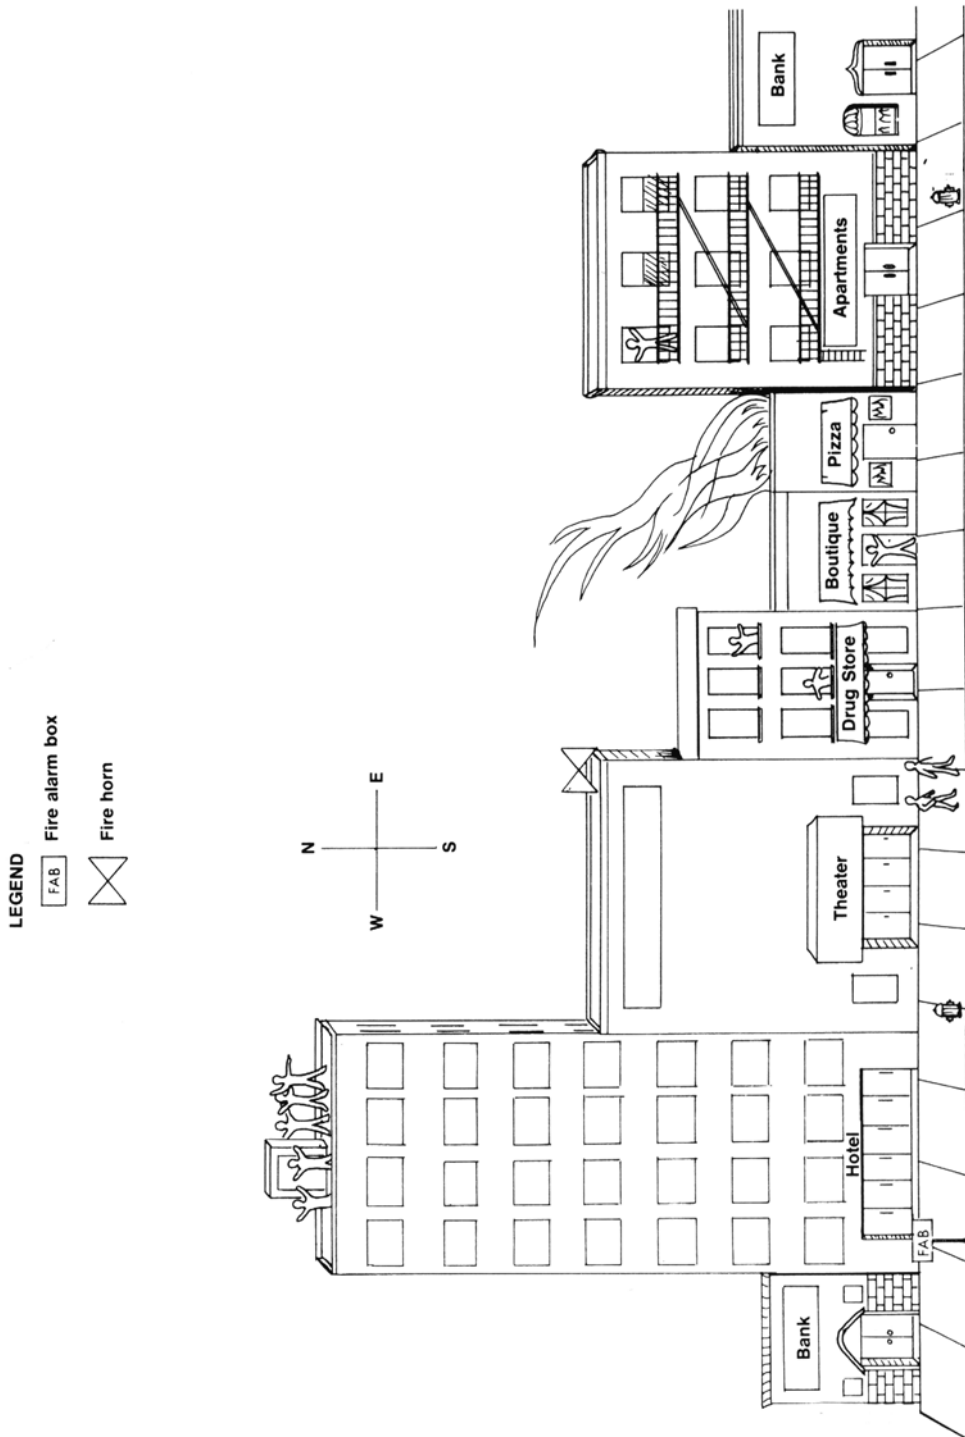 LEGEND
FAB Fire alarm box
Fire horn
N
W E
S
Bank
Hotel
FAB
Theater
Drug Store
Boutique
Pizza
Apartments
Bank